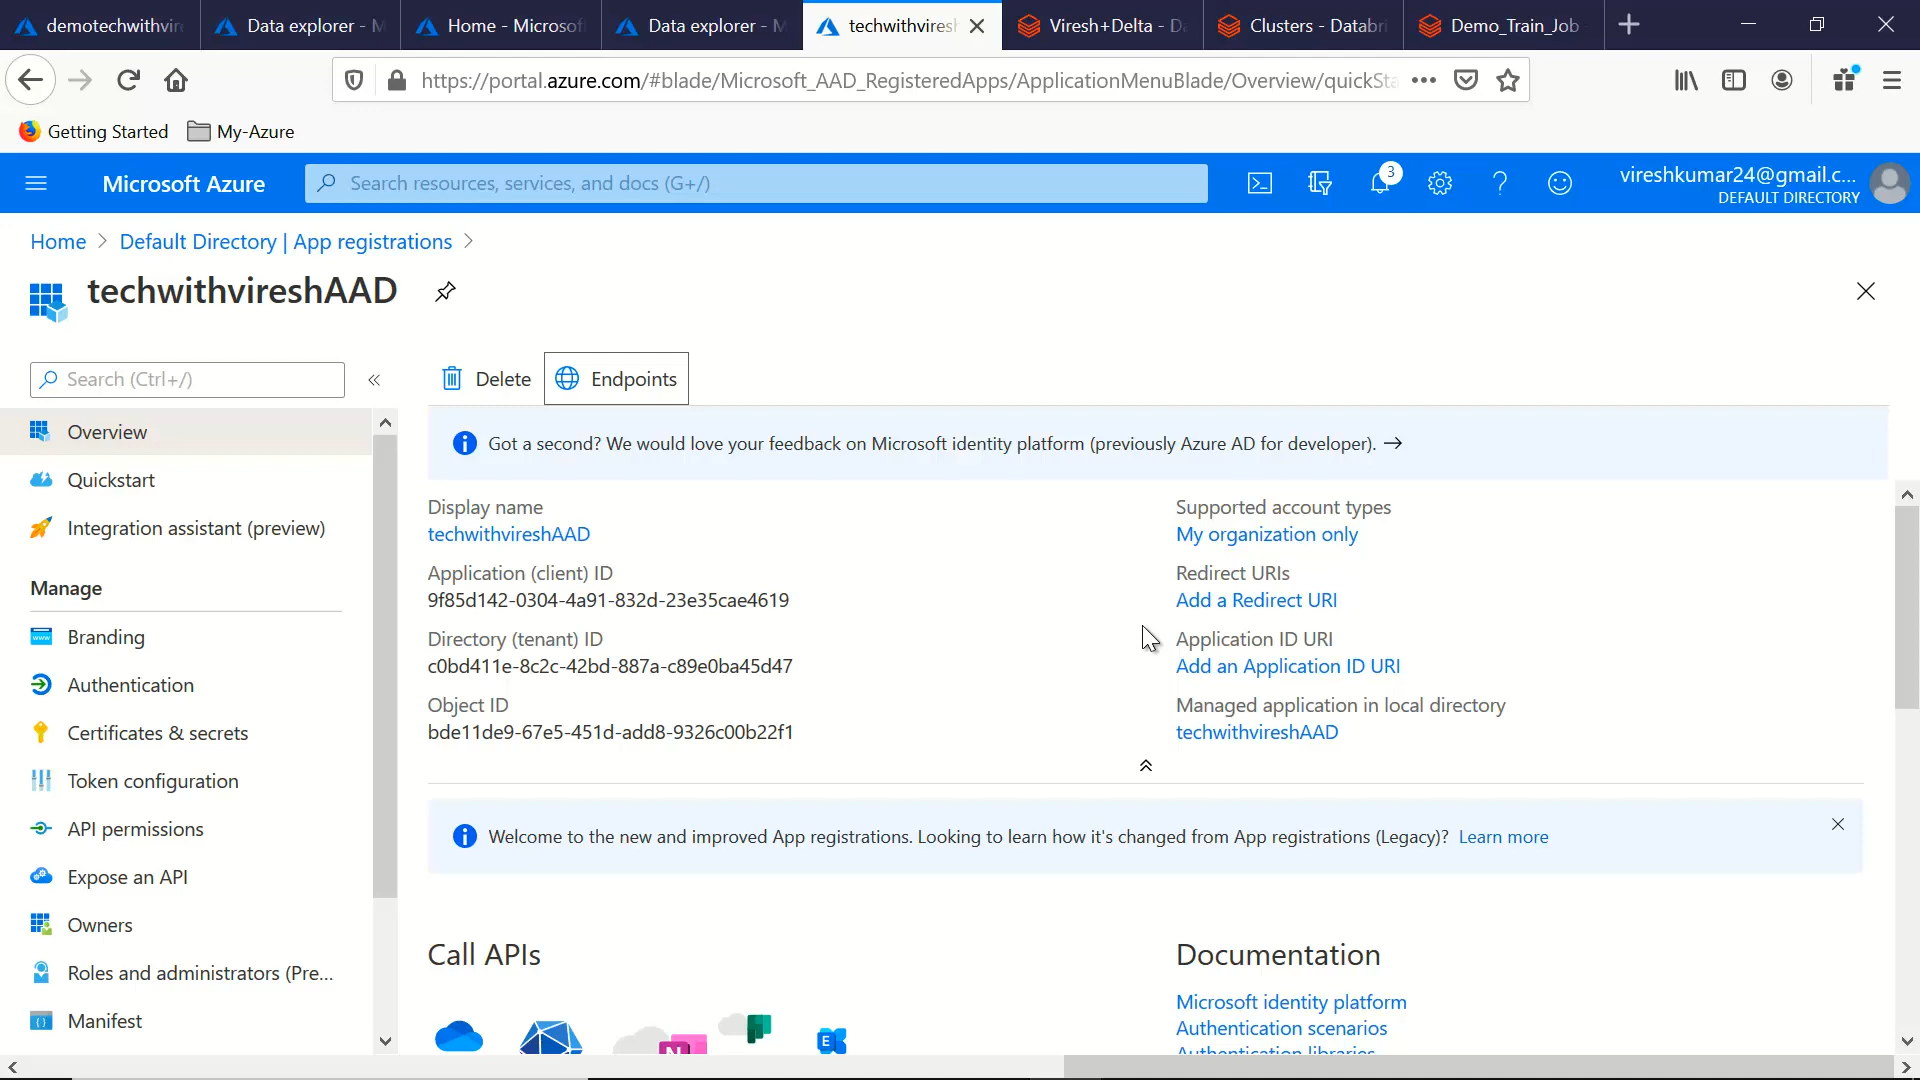 demotechwithvire
Data explorer - M
Home - Microsof
Data explorer - M
techwithviresh
Viresh+Delta - Da
Clusters - Databri
Demo_Train_Job
https://portal.azure.com/#blade/Microsoft_AAD_RegisteredApps/ApplicationMenuBlade/Overview/quickSta
Getting Started
My-Azure
Microsoft Azure
Search resources, services, and docs (G+/)
3
vireshkumar24@gmail.c...
DEFAULT DIRECTORY
Home > Default Directory | App registrations >
techwithvireshAAD
Search (Ctrl+/)
Overview
Quickstart
Integration assistant (preview)
Manage
Branding
Authentication
Certificates & secrets
Token configuration
API permissions
Expose an API
Owners
Roles and administrators (Pre...
Manifest
Delete
Endpoints
Got a second? We would love your feedback on Microsoft identity platform (previously Azure AD for developer).
Display name
techwithvireshAAD
Application (client) ID
9f85d142-0304-4a91-832d-23e35cae4619
Directory (tenant) ID
c0bd411e-8c2c-42bd-887a-c89e0ba45d47
Object ID
bde11de9-67e5-451d-add8-9326c00b22f1
Supported account types
My organization only
Redirect URIs
Add a Redirect URI
Application ID URI
Add an Application ID URI
Managed application in local directory
techwithvireshAAD
Welcome to the new and improved App registrations. Looking to learn how it's changed from App registrations (Legacy)? Learn more
Call APIs
Documentation
Microsoft identity platform
Authentication scenarios
Authentication libraries